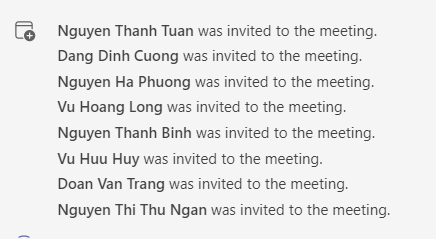 Nguyen Thanh Tuan was invited to the meeting.
Dang Dinh Cuong was invited to the meeting.
Nguyen Ha Phuong was invited to the meeting.
Vu Hoang Long was invited to the meeting.
Nguyen Thanh Binh was invited to the meeting.
Vu Huu Huy was invited to the meeting.
Doan Van Trang was invited to the meeting.
Nguyen Thi Thu Ngan was invited to the meeting.